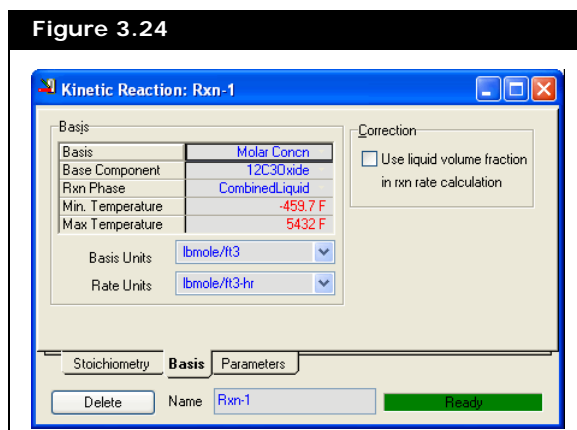 Figure 3.24
Kinetic Reaction: Rxn-1
Basis
Basis Molar Concn
Base Component 12C3Oxide
Rxn Phase CombinedLiquid
Min. Temperature -459.7 F
Max Temperature 5432 F
Basis Units lbmole/ft3
Rate Units lbmole/ft3-hr
Correction
Use liquid volume fraction
in rxn rate calculation
Stoichiometry Basis Parameters
Delete Name Rxn-1 Ready